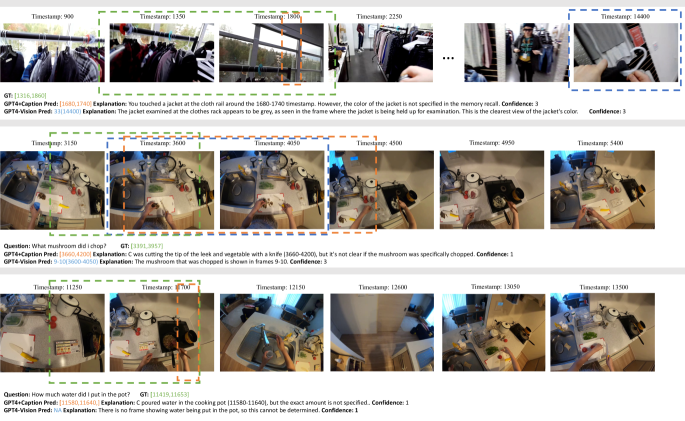 Timestamp: 900 Timestamp: 1350 Timestamp: 1800 Timestamp: 2250 ... Timestamp: 14400
GT: [1316,1860]
GPT4+Caption Pred: [1680,1740] Explanation: You touched a jacket at the cloth rail around the 1680-1740 timestamp. However, the color of the jacket is not specified in the memory recall. Confidence: 3
GPT4-Vision Pred: 33(14400) Explanation: The jacket examined at the clothes rack appears to be grey, as seen in the frame where the jacket is being held up for examination. This is the clearest view of the jacket's color. Confidence: 3
Timestamp: 3150 Timestamp: 3600 Timestamp: 4050 Timestamp: 4500 Timestamp: 4950 Timestamp: 5400
Question: What mushroom did i chop? GT: [3391,3957]
GPT4+Caption Pred: [3660,4200] Explanation: C was cutting the tip of the leek and vegetable with a knife (3660-4200), but it's not clear if the mushroom was specifically chopped. Confidence: 1
GPT4-Vision Pred: 9-10(3600-4050) Explanation: The mushroom that was chopped is shown in frames 9-10. Confidence: 3
Timestamp: 11250 Timestamp: 11700 Timestamp: 12150 Timestamp: 12600 Timestamp: 13050 Timestamp: 13500
Question: How much water did I put in the pot? GT: [11419,11653]
GPT4+Caption Pred: [11580-11640,] Explanation: C poured water in the cooking pot (11580-11640), but the exact amount is not specified.. Confidence: 1
GPT4-Vision Pred: NA Explanation: There is no frame showing water being put in the pot, so this cannot be determined. Confidence: 1